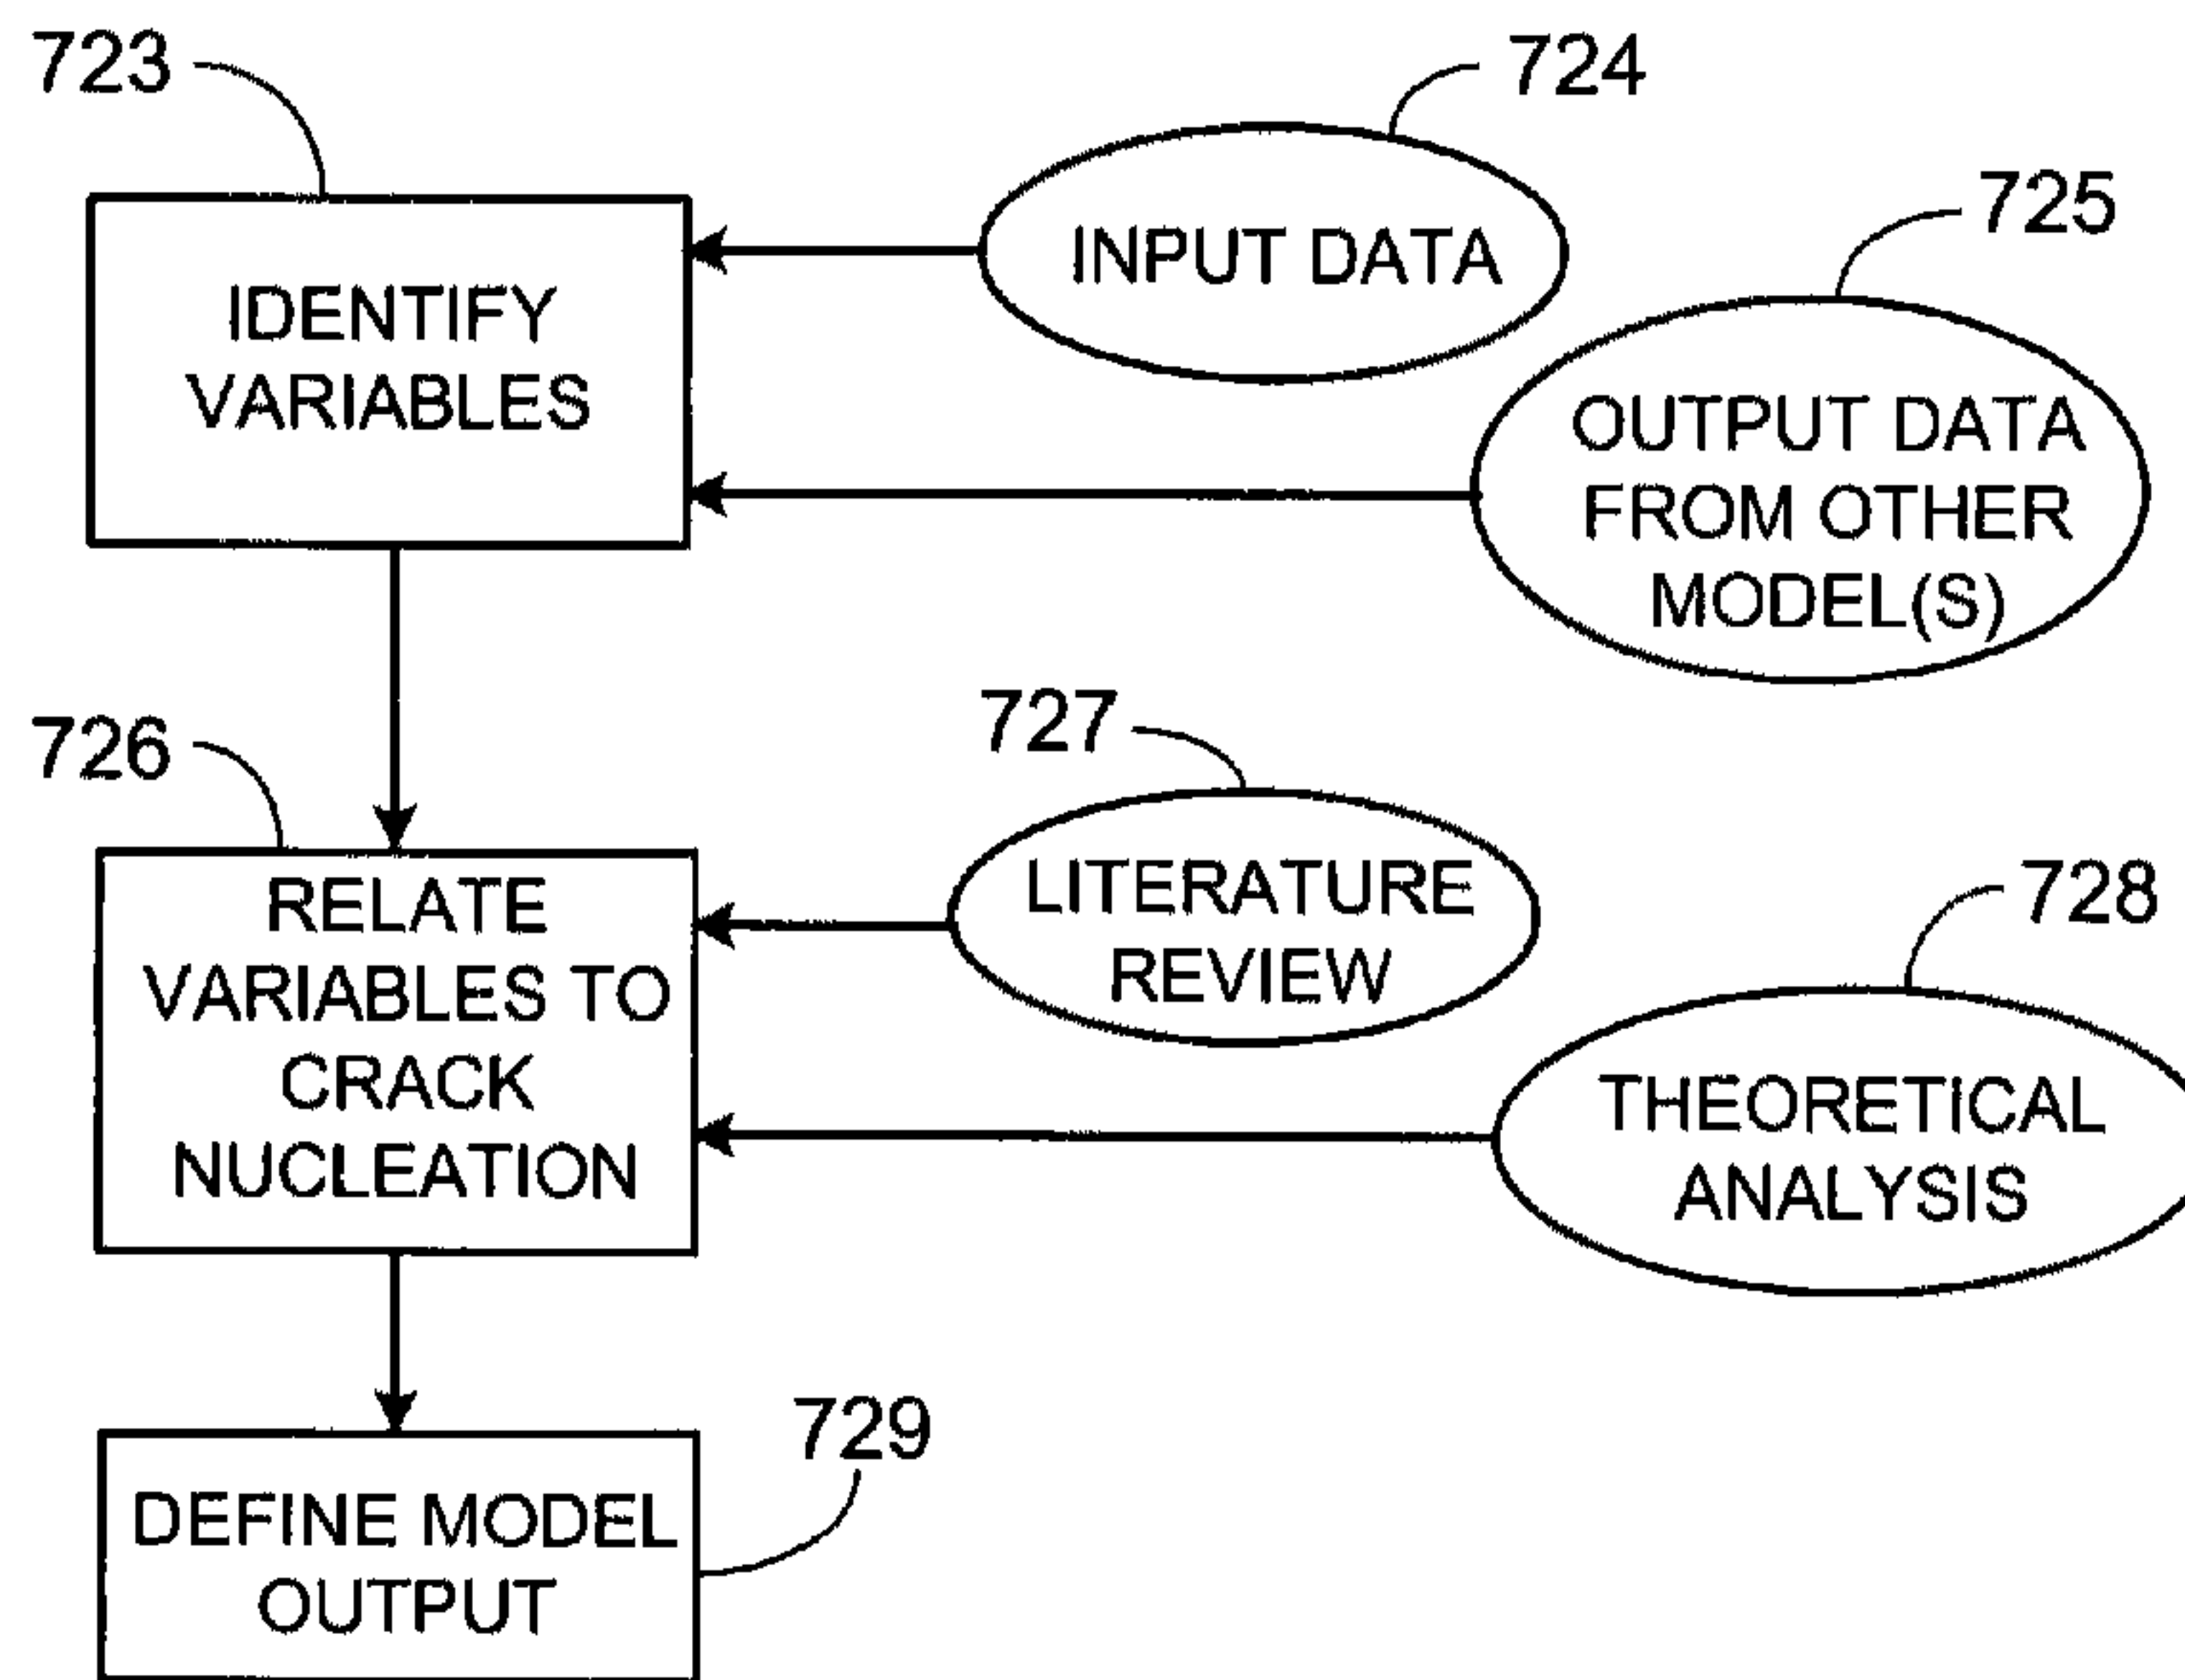 723
724
725
INPUT DATA
IDENTIFY
VARIABLES
OUTPUT DATA
FROM OTHER
MODEL(S)
726
727
728
RELATE
VARIABLES TO
CRACK
NUCLEATION
LITERATURE
REVIEW
THEORETICAL
ANALYSIS
729
DEFINE MODEL
OUTPUT